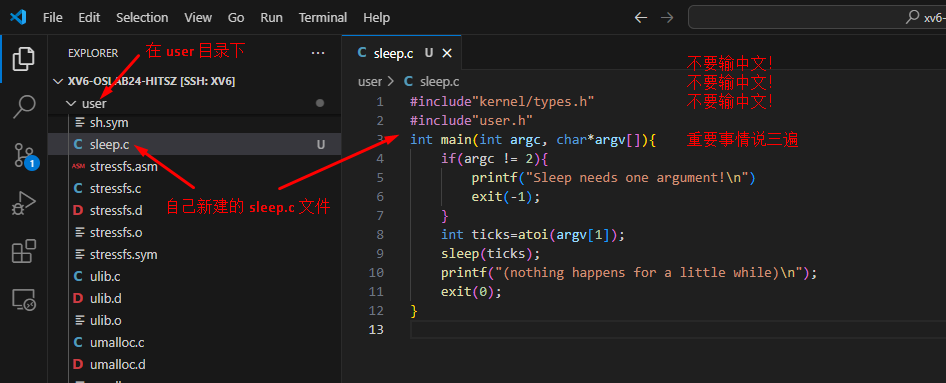 File Edit Selection View Go Run Terminal Help
xv6-
EXPLORER
在 user 目录下
XV6-OSLAB24-HITSZ [SSH: XV6]
user
sh.sym
sleep.c U
stressfs.asm
stressfs.c
stressfs.d
stressfs.o
stressfs.sym
ulib.c
ulib.d
ulib.o
umalloc.c
umalloc.d
自己新建的 sleep.c 文件
1
ASM
sleep.c U
user > sleep.c
不要输中文!
不要输中文!
不要输中文!
重要事情说三遍
1 #include"kernel/types.h"
2 #include"user.h"
3 int main(int argc, char*argv[]){
4 if(argc != 2){
5 printf("Sleep needs one argument!\n")
6 exit(-1);
7 }
8 int ticks=atoi(argv[1]);
9 sleep(ticks);
10 printf("(nothing happens for a little while)\n");
11 exit(0);
12 }
13